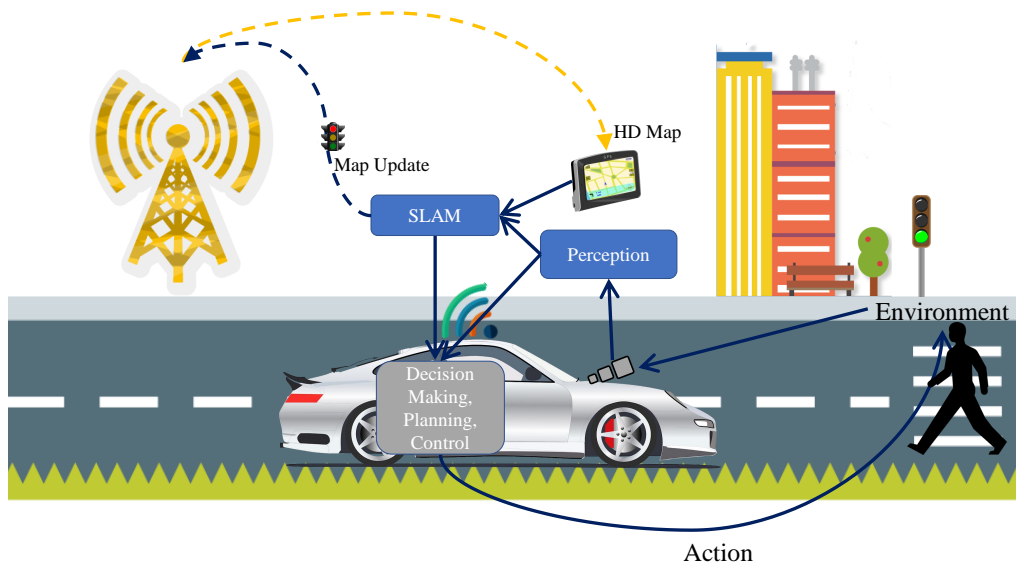 HD Map
Map Update
SLAM
Perception
Environment
Decision
Making,
Planning,
Control
Action